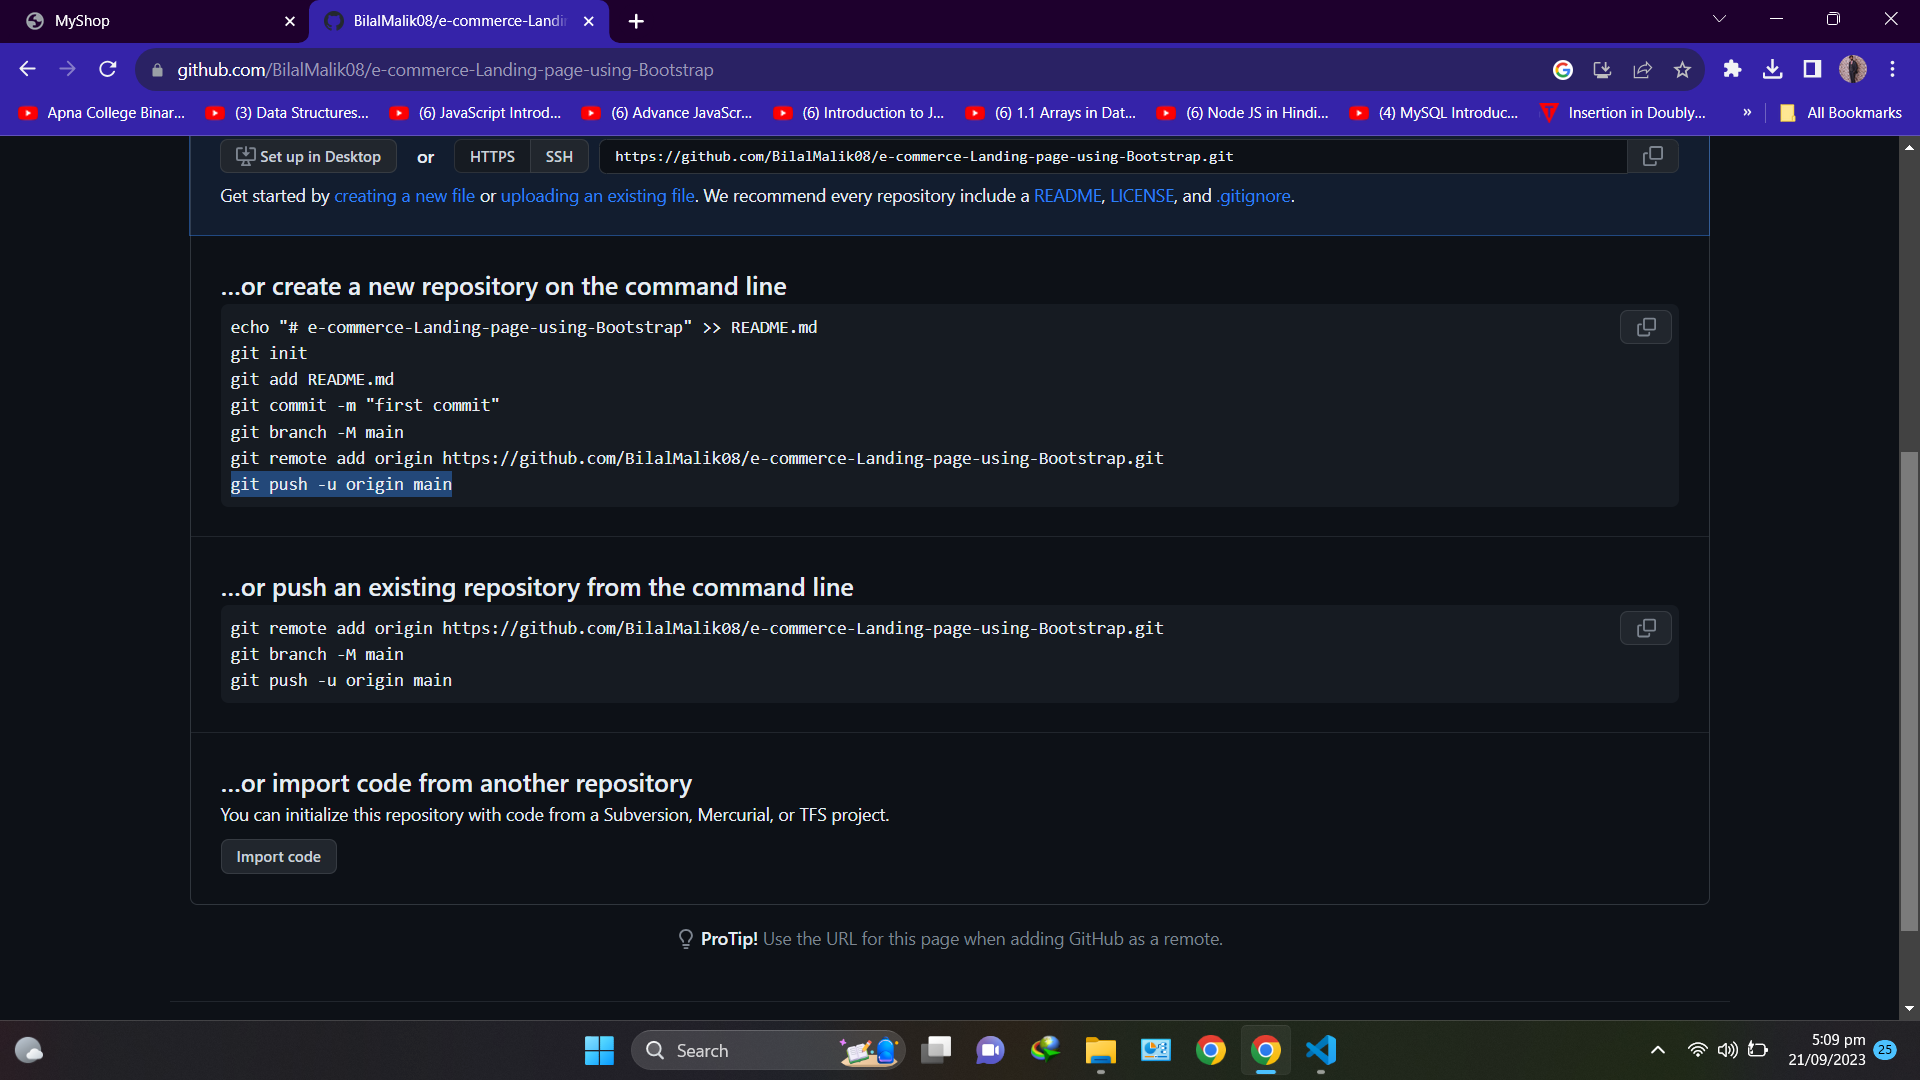 MyShop
BilalMalik08/e-commerce-Landi
github.com/BilalMalik08/e-commerce-Landing-page-using-Bootstrap
Apna College Binar...
(3) Data Structures...
(6) JavaScript Introd...
(6) Advance JavaScr...
(6) Introduction to J...
(6) 1.1 Arrays in Dat...
(6) Node JS in Hindi...
(4) MySQL Introduc...
Insertion in Doubly...
»
All Bookmarks
Set up in Desktop or HTTPS SSH https://github.com/BilalMalik08/e-commerce-Landing-page-using-Bootstrap.git
Get started by creating a new file or uploading an existing file. We recommend every repository include a README, LICENSE, and .gitignore.
…or create a new repository on the command line
echo "# e-commerce-Landing-page-using-Bootstrap" >> README.md
git init
git add README.md
git commit -m "first commit"
git branch -M main
git remote add origin https://github.com/BilalMalik08/e-commerce-Landing-page-using-Bootstrap.git
git push -u origin main
…or push an existing repository from the command line
git remote add origin https://github.com/BilalMalik08/e-commerce-Landing-page-using-Bootstrap.git
git branch -M main
git push -u origin main
…or import code from another repository
You can initialize this repository with code from a Subversion, Mercurial, or TFS project.
Import code
ProTip! Use the URL for this page when adding GitHub as a remote.
Search
5:09 pm
21/09/2023
25